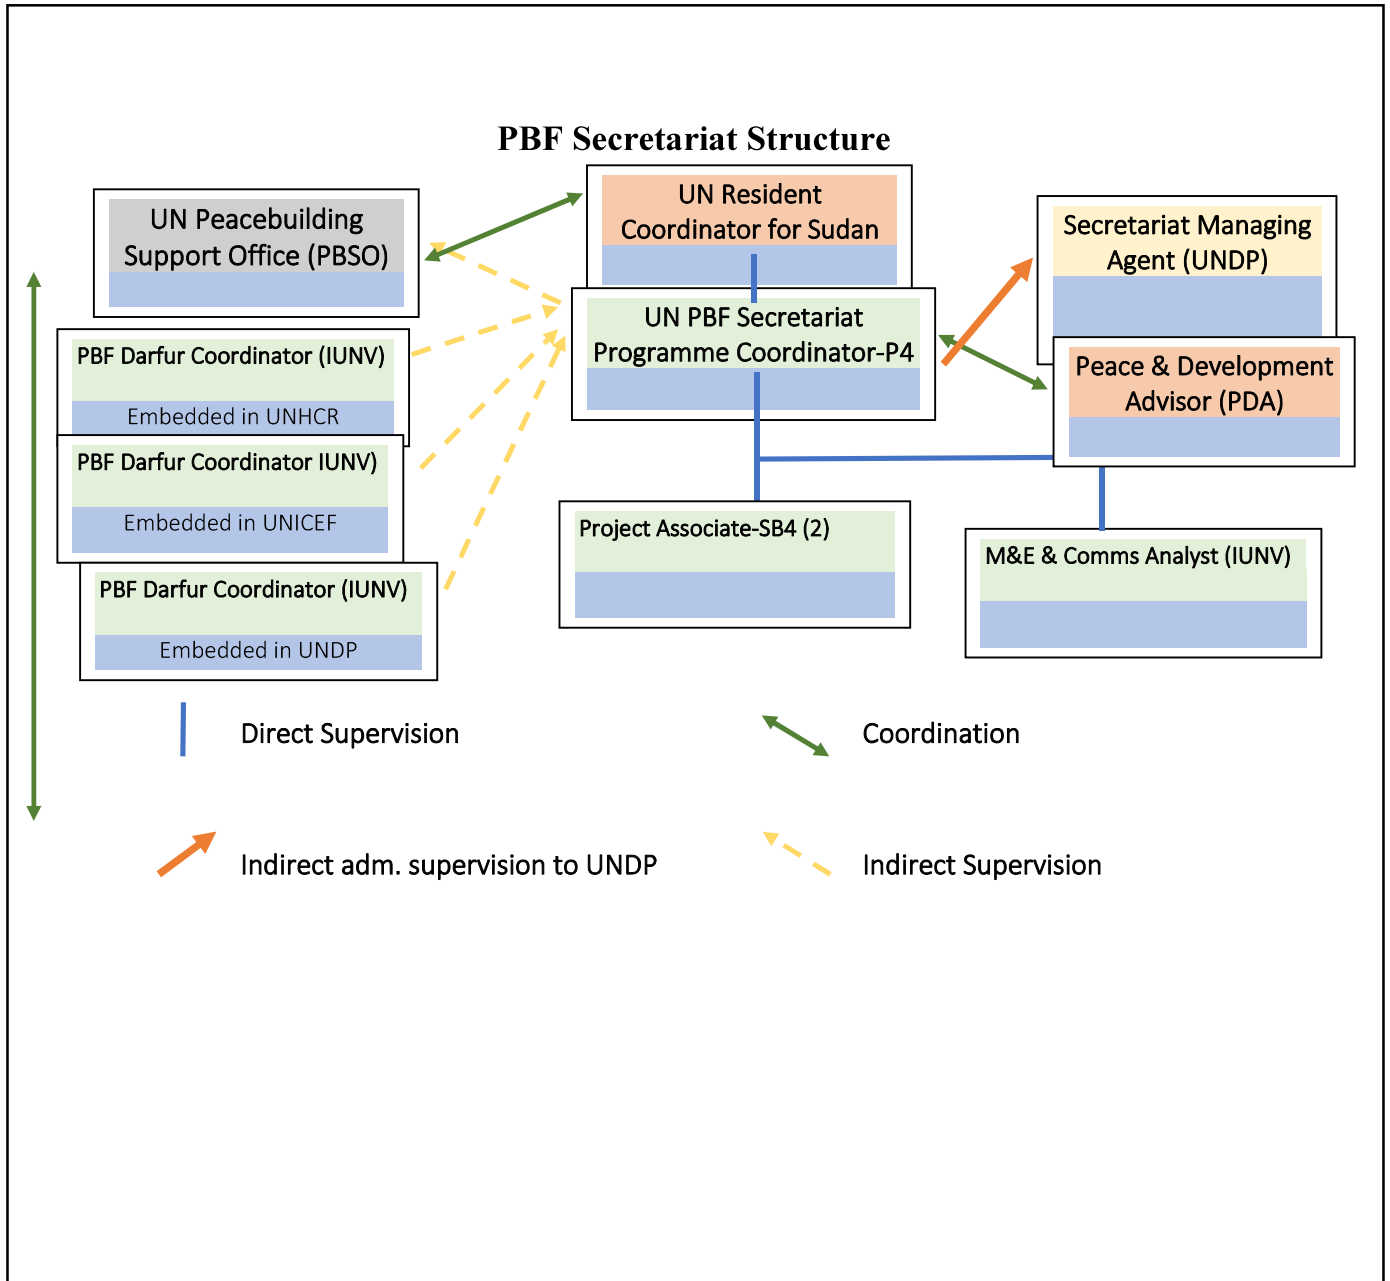 PBF Secretariat Structure
UN Peacebuilding
Support Office (PBSO)
UN Resident
Coordinator for Sudan
Secretariat Managing
Agent (UNDP)
UN PBF Secretariat
Programme Coordinator-P4
Peace & Development
Advisor (PDA)
PBF Darfur Coordinator (IUNV)
Embedded in UNHCR
PBF Darfur Coordinator IUNV)
Embedded in UNICEF
PBF Darfur Coordinator (IUNV)
Embedded in UNDP
Project Associate-SB4 (2)
M&E & Comms Analyst (IUNV)
Direct Supervision
Coordination
Indirect adm. supervision to UNDP
Indirect Supervision